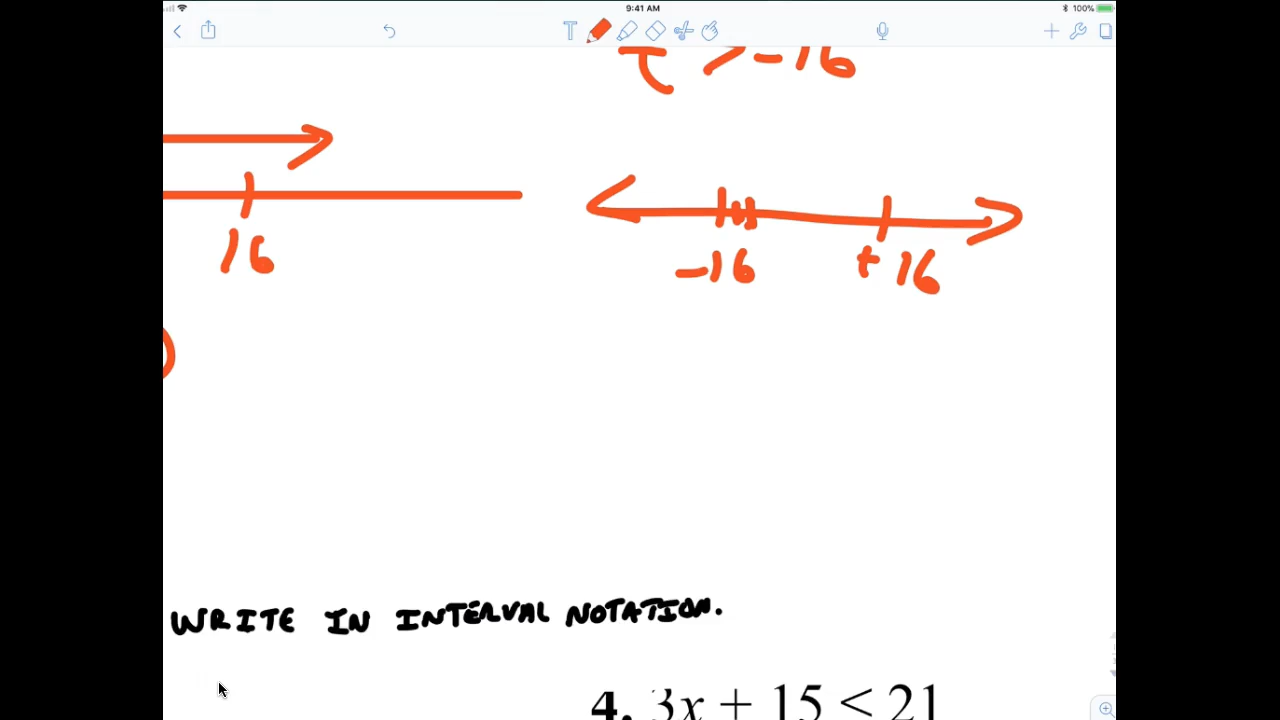 9:41 AM
100%
> -16
16
-16 +16
WRITE IN INTERVAL NOTATION.
4. 3x + 15 < 21